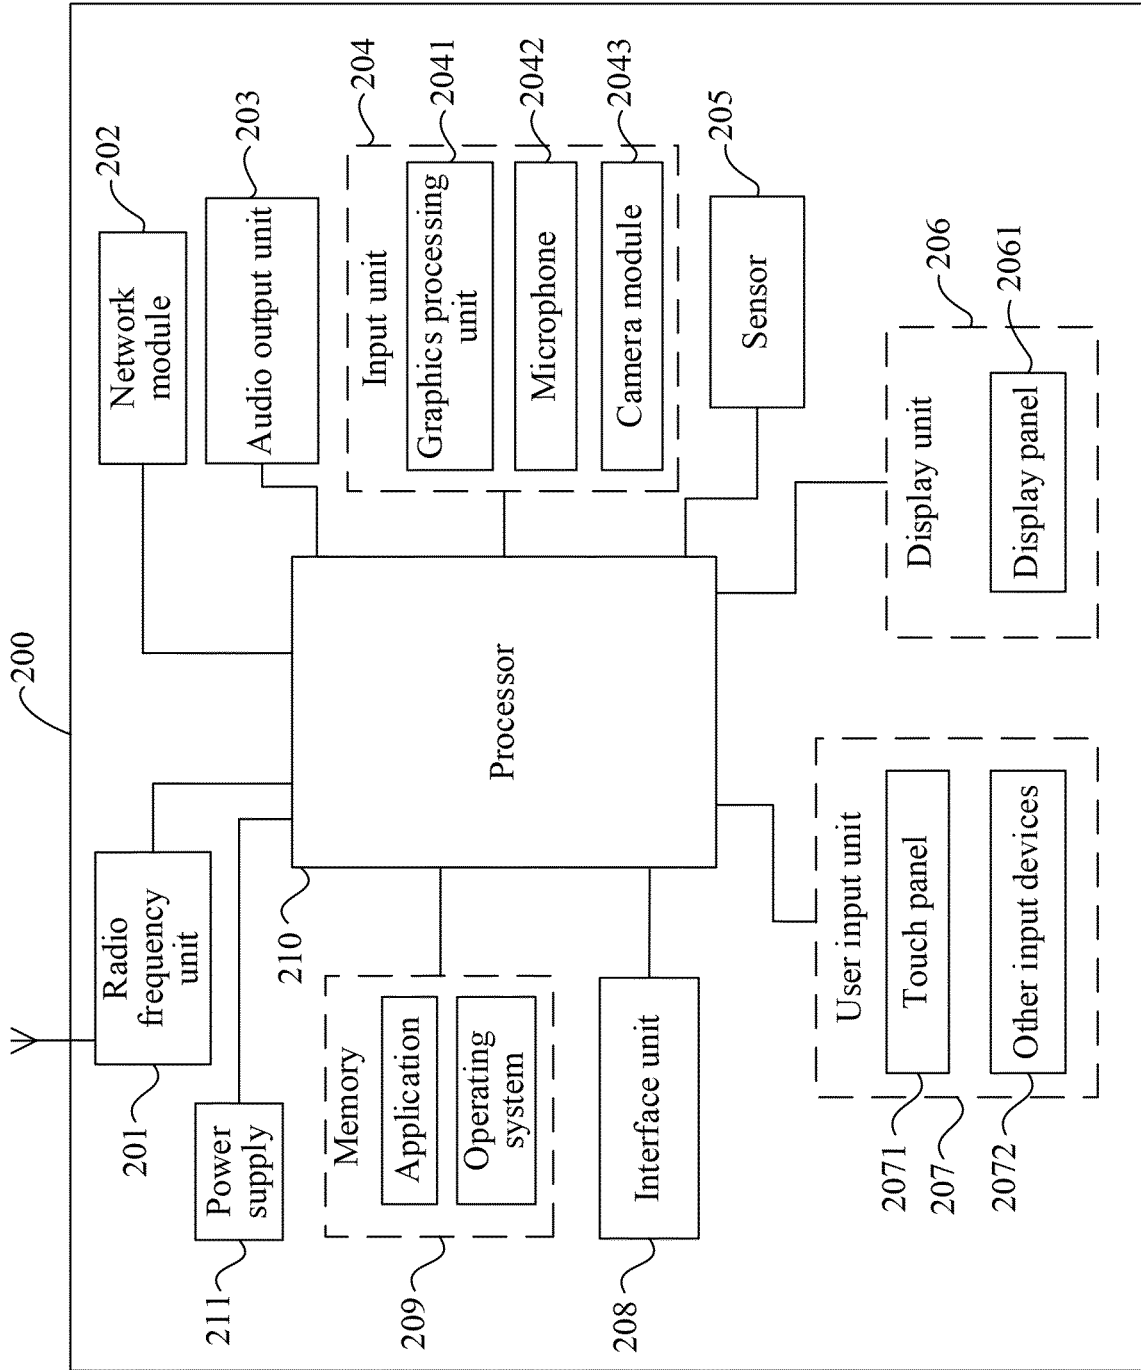 200
201
Radio
frequency
unit
202
Network
module
211
Power
supply
203
Audio output unit
210
Processor
204
Input unit
2041
Graphics processing
unit
2042
Microphone
2043
Camera module
209
Memory
Application
Operating
system
208
Interface unit
205
Sensor
207
User input unit
2071
Touch panel
2072
Other input devices
206
Display unit
2061
Display panel